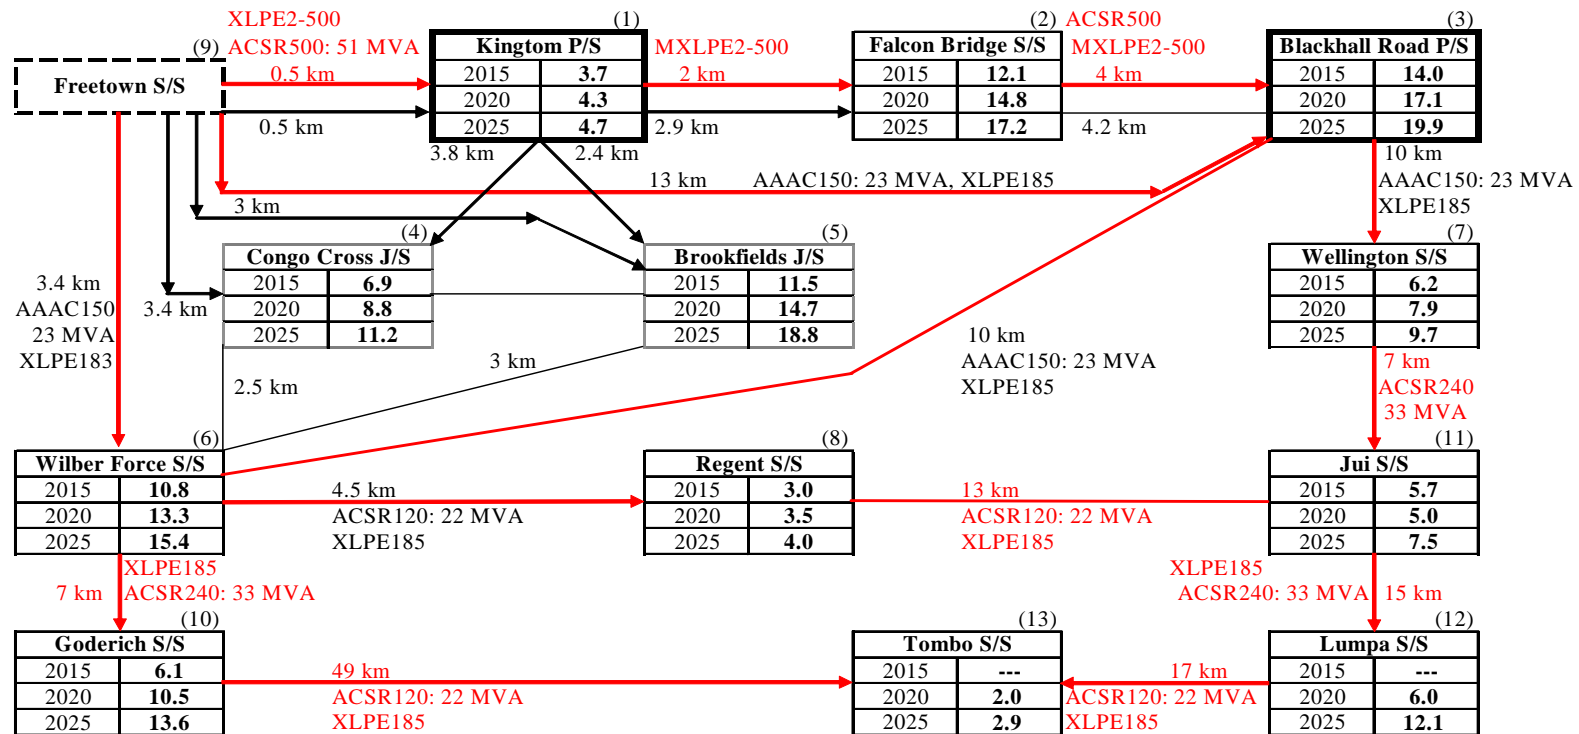 XLPE2-500
ACSR500: 51 MVA
0.5 km
(9)
Freetown S/S
0.5 km
(1)
Kingtom P/S
2015 3.7
2020 4.3
2025 4.7
MXLPE2-500
2 km
2.9 km
(2)
Falcon Bridge S/S
2015 12.1
2020 14.8
2025 17.2
ACSR500
MXLPE2-500
4 km
4.2 km
(3)
Blackhall Road P/S
2015 14.0
2020 17.1
2025 19.9
3.8 km
2.4 km
13 km AAAC150: 23 MVA, XLPE185
3 km
10 km
AAAC150: 23 MVA
XLPE185
(4)
Congo Cross J/S
2015 6.9
2020 8.8
2025 11.2
(5)
Brookfields J/S
2015 11.5
2020 14.7
2025 18.8
(7)
Wellington S/S
2015 6.2
2020 7.9
2025 9.7
3.4 km
AAAC150
23 MVA
XLPE183
3.4 km
2.5 km
3 km
10 km
AAAC150: 23 MVA
XLPE185
7 km
ACSR240
33 MVA
(6)
Wilber Force S/S
2015 10.8
2020 13.3
2025 15.4
4.5 km
ACSR120: 22 MVA
XLPE185
(8)
Regent S/S
2015 3.0
2020 3.5
2025 4.0
13 km
ACSR120: 22 MVA
XLPE185
(11)
Jui S/S
2015 5.7
2020 5.0
2025 7.5
XLPE185
7 km ACSR240: 33 MVA
XLPE185
ACSR240: 33 MVA 15 km
(10)
Goderich S/S
2015 6.1
2020 10.5
2025 13.6
49 km
ACSR120: 22 MVA
XLPE185
(13)
Tombo S/S
2015 ---
2020 2.0
2025 2.9
17 km
ACSR120: 22 MVA
XLPE185
(12)
Lumpa S/S
2015 ---
2020 6.0
2025 12.1